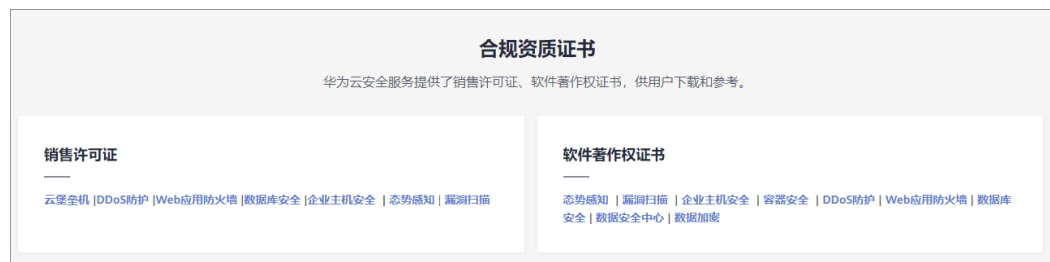 合规资质证书
华为云安全服务提供了销售许可证、软件著作权证书，供用户下载和参考。
销售许可证
云堡垒机 |DDoS防护 |Web应用防火墙 |数据库安全 |企业主机安全 | 态势感知 | 漏洞扫描
软件著作权证书
态势感知 | 漏洞扫描 | 企业主机安全 | 容器安全 | DDoS防护 | Web应用防火墙 | 数据库
安全 | 数据安全中心 | 数据加密